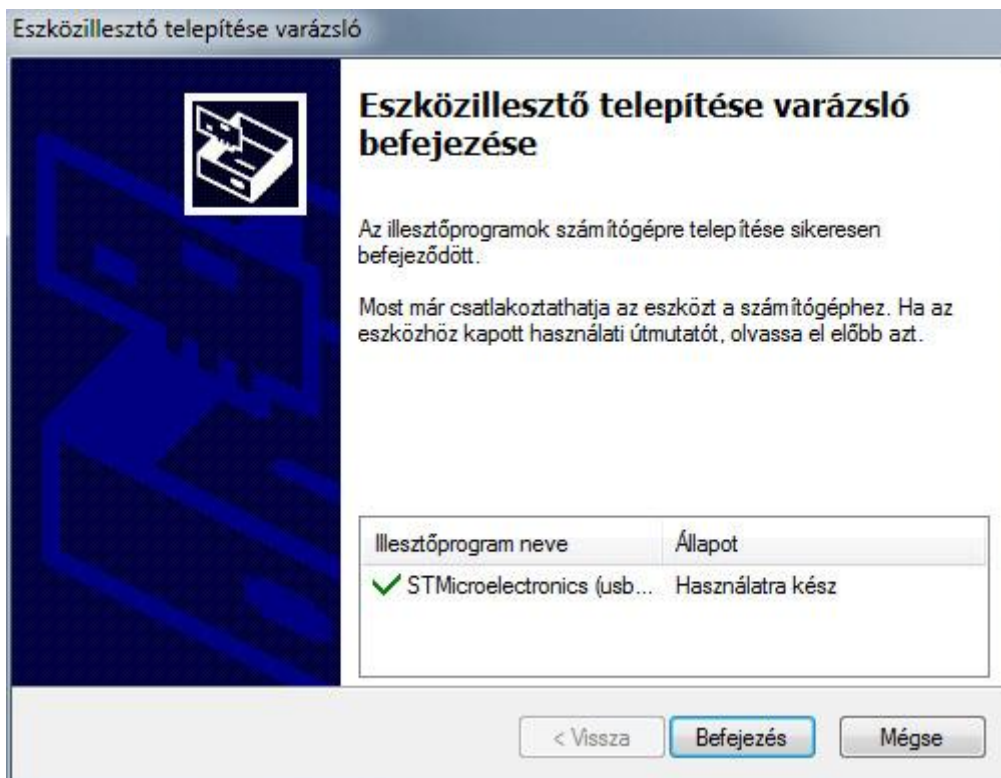 Eszközillesztő telepítése varázsló
Eszközillesztő telepítése varázsló
befejezése
Az illesztőprogramok számítógépre telepítése sikeresen
befejeződött.
Most már csatlakoztathatja az eszközt a számítógéphez. Ha az
eszközhöz kapott használati útmutatót, olvassa el előbb azt.
Illesztőprogram neve Állapot
STMicroelectronics (usb... Használatra kész
< Vissza Befejezés Mégse